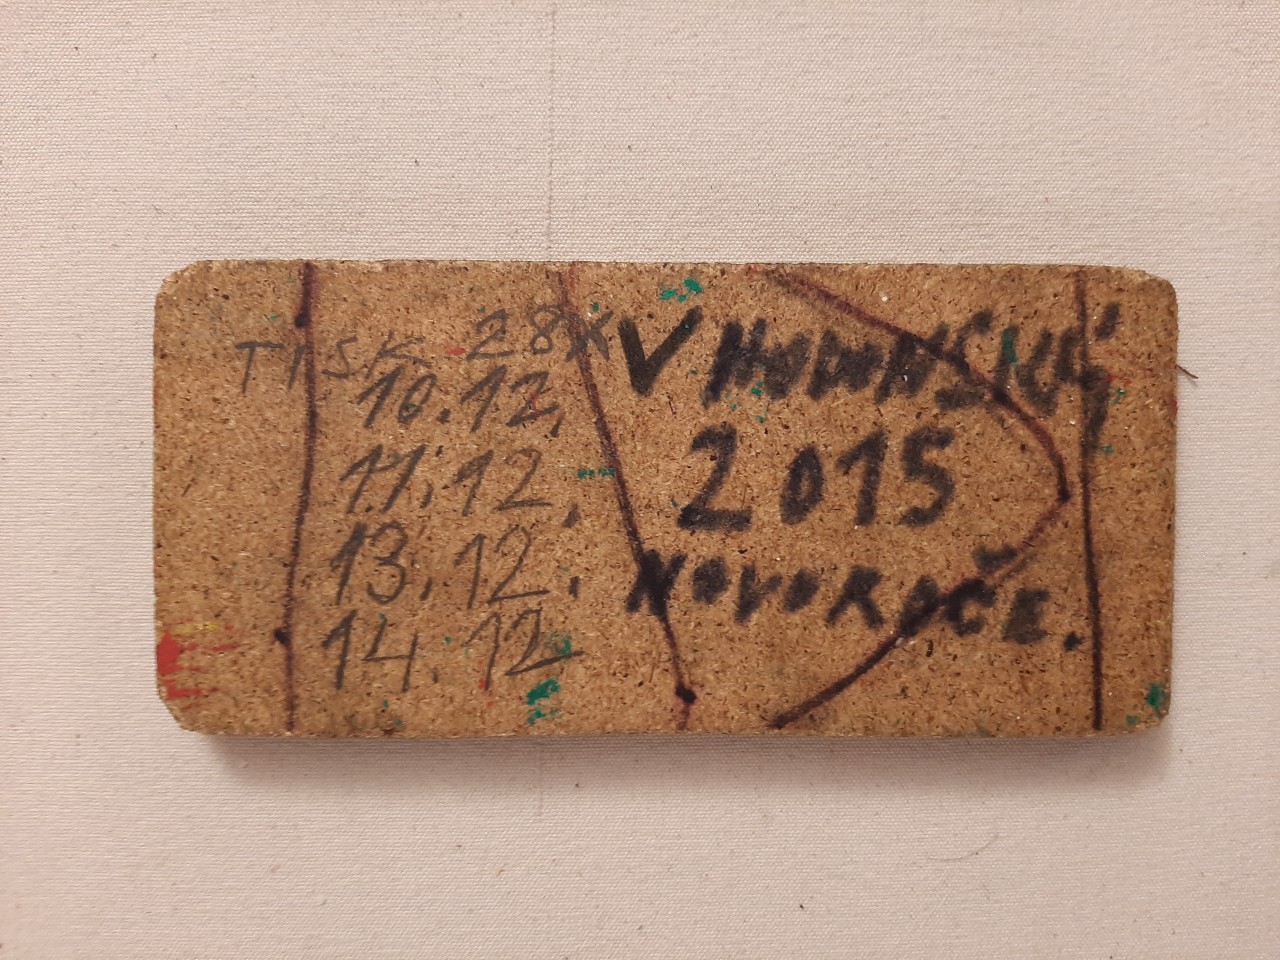 TISK 28X
10.12,
11.12,
13.12.
14.12
V
2015
NOVOROČE.